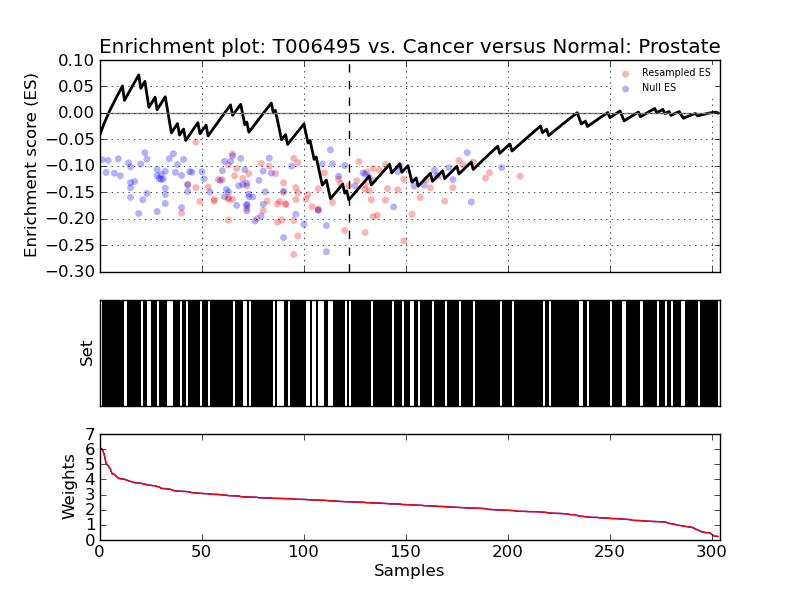 Enrichment plot: T006495 vs. Cancer versus Normal: Prostate
0.10
0.05
0.00
−0.05
−0.10
−0.15
−0.20
−0.25
−0.30
Enrichment score (ES)
Resampled ES
Null ES
Set
7
6
5
4
3
2
1
0
Weights
0 50 100 150 200 250 300
Samples